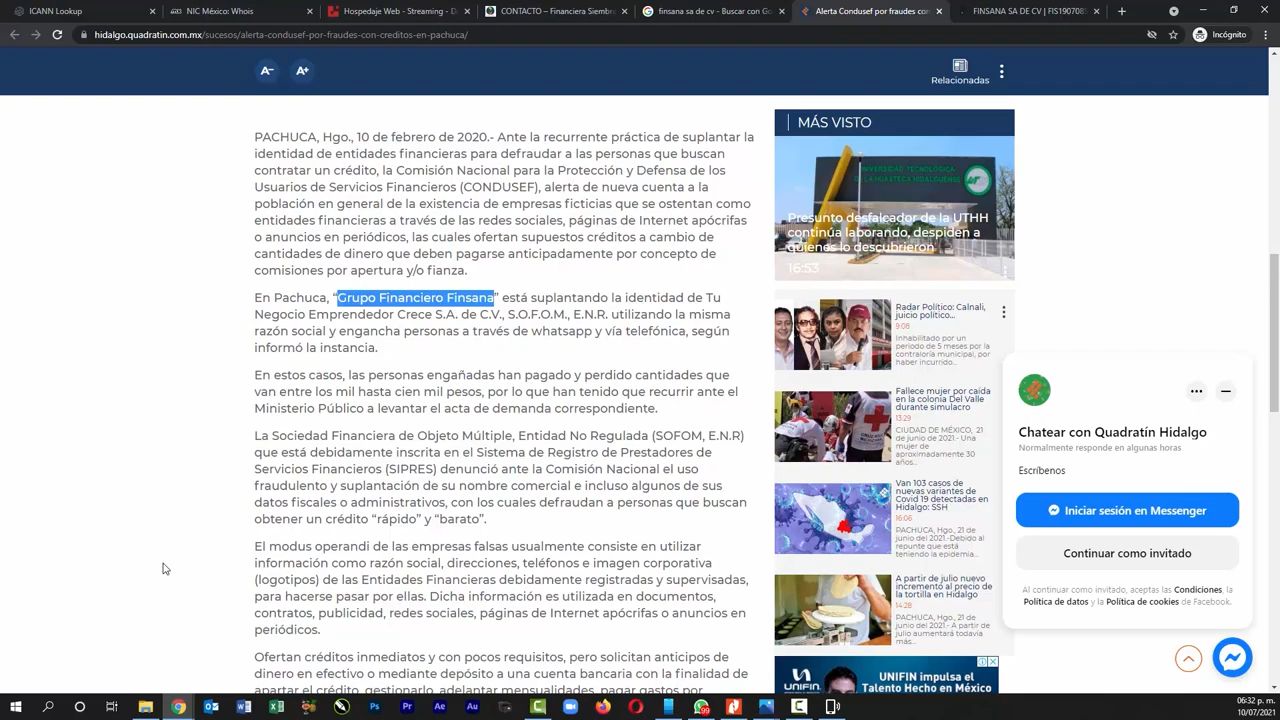 ICANN Lookup
NIC México: Whois
Hospedaje Web - Streaming - D
CONTACTO – Financiera Siembr
finsana sa de cv - Buscar con Go
Alerta Condusef por fraudes con
FINSANA SA DE CV | FIS190708
hidalgo.quadratin.com.mx/sucesos/alerta-condusef-por-fraudes-con-creditos-en-pachuca/
Incógnito
A-
A+
Relacionadas
PACHUCA, Hgo., 10 de febrero de 2020.- Ante la recurrente práctica de suplantar la
identidad de entidades financieras para defraudar a las personas que buscan
contratar un crédito, la Comisión Nacional para la Protección y Defensa de los
Usuarios de Servicios Financieros (CONDUSEF), alerta de nueva cuenta a la
población en general de la existencia de empresas ficticias que se ostentan como
entidades financieras a través de las redes sociales, páginas de Internet apócrifas
o anuncios en periódicos, las cuales ofertan supuestos créditos a cambio de
cantidades de dinero que deben pagarse anticipadamente por concepto de
comisiones por apertura y/o fianza.
En Pachuca, “Grupo Financiero Finsana” está suplantando la identidad de Tu
Negocio Emprendedor Crece S.A. de C.V., S.O.F.O.M., E.N.R. utilizando la misma
razón social y engancha personas a través de whatsapp y vía telefónica, según
informó la instancia.
En estos casos, las personas engañadas han pagado y perdido cantidades que
van entre los mil hasta cien mil pesos, por lo que han tenido que recurrir ante el
Ministerio Público a levantar el acta de demanda correspondiente.
La Sociedad Financiera de Objeto Múltiple, Entidad No Regulada (SOFOM, E.N.R)
que está debidamente inscrita en el Sistema de Registro de Prestadores de
Servicios Financieros (SIPRES) denunció ante la Comisión Nacional el uso
fraudulento y suplantación de su nombre comercial e incluso algunos de sus
datos fiscales o administrativos, con los cuales defraudan a personas que buscan
obtener un crédito “rápido” y “barato”.
El modus operandi de las empresas falsas usualmente consiste en utilizar
información como razón social, direcciones, teléfonos e imagen corporativa
(logotipos) de las Entidades Financieras debidamente registradas y supervisadas,
para hacerse pasar por ellas. Dicha información es utilizada en documentos,
contratos, publicidad, redes sociales, páginas de Internet apócrifas o anuncios en
periódicos.
Ofertan créditos inmediatos y con pocos requisitos, pero solicitan anticipos de
dinero en efectivo o mediante depósito a una cuenta bancaria con la finalidad de
apartar el crédito, gestionarlo, adelantar mensualidades, pagar gastos por
MÁS VISTO
Presunto desfalcador de la UTHH
continúa laborando, despiden a
quienes lo descubrieron
16:53
Radar Político: Calnali,
juicio político...
9:08
Inhabilitado por un
periodo de 5 meses por la
contraloría municipal, por
haber incurrido...
Fallece mujer por caída
en la colonia Del Valle
durante simulacro
13:29
CIUDAD DE MÉXICO, 21
de junio de 2021.- Una
mujer de
aproximadamente 30
años...
Van 103 casos de
nuevas variantes de
Covid 19 detectadas en
Hidalgo: SSH
16:06
PACHUCA, Hgo., 21 de
junio del 2021.-Debido al
repunte que está
teniendo la epidemia...
A partir de julio nuevo
incrementó al precio de
la tortilla en Hidalgo
14:28
PACHUCA, Hgo., 21 de
junio del 2021.- A partir de
julio aumentará todavía
más...
UNIFIN
UNIFIN impulsa el
Talento Hecho en México
Chatear con Quadratín Hidalgo
Normalmente responde en algunas horas
Escríbenos
Iniciar sesión en Messenger
Continuar como invitado
Al continuar como invitado, aceptas las Condiciones, la
Política de datos y la Política de cookies de Facebook.
06:32 p. m.
10/07/2021